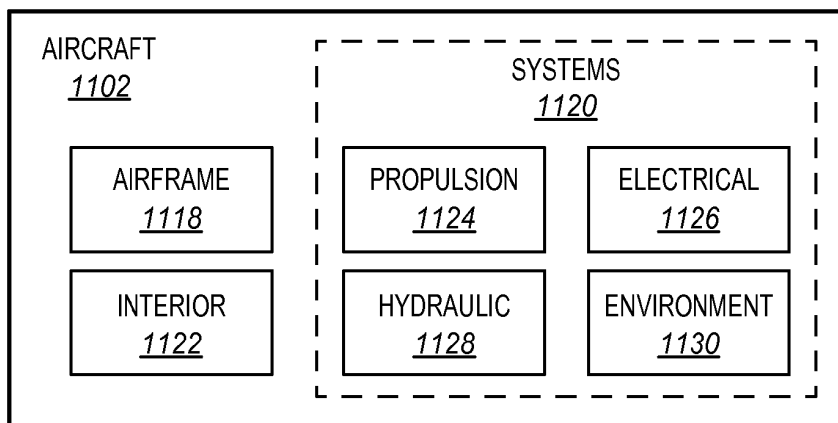 AIRCRAFT
1102
SYSTEMS
1120
AIRFRAME
1118
PROPULSION
1124
ELECTRICAL
1126
INTERIOR
1122
HYDRAULIC
1128
ENVIRONMENT
1130